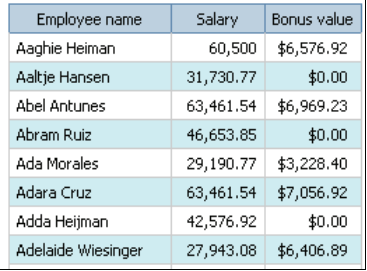 Employee name Salary Bonus value
Aaghie Heiman 60,500 $6,576.92
Aaltje Hansen 31,730.77 $0.00
Abel Antunes 63,461.54 $6,969.23
Abram Ruiz 46,653.85 $0.00
Ada Morales 29,190.77 $3,228.40
Adara Cruz 63,461.54 $7,056.92
Adda Heijman 42,576.92 $0.00
Adelaide Wiesinger 27,943.08 $6,406.89